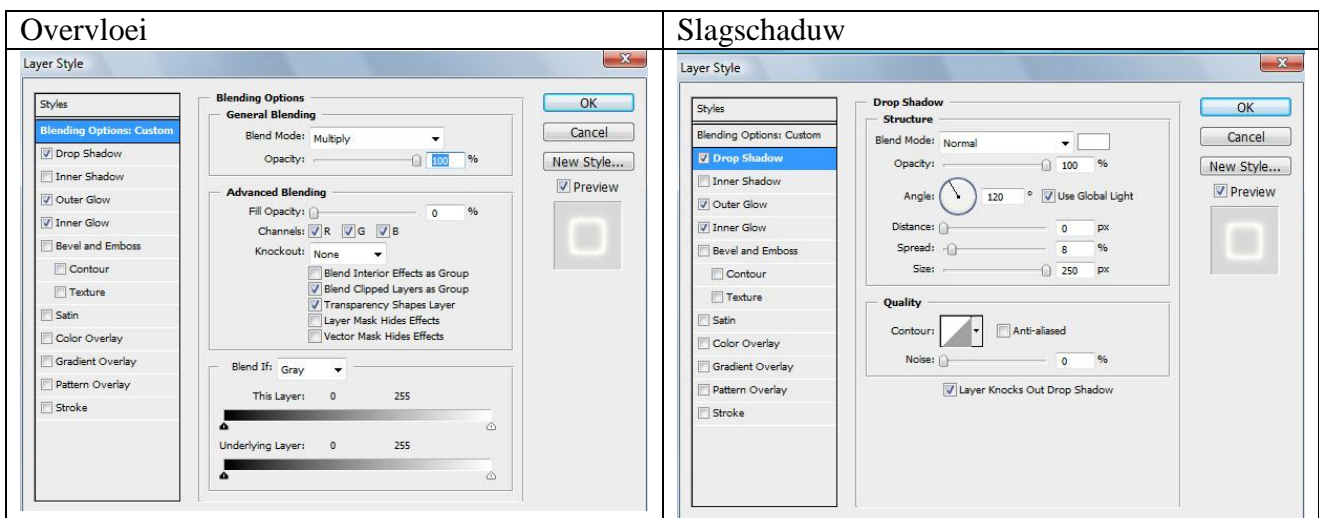 Overvloei
Layer Style
Styles
Blending Options: Custom
Drop Shadow
Inner Shadow
Outer Glow
Inner Glow
Bevel and Emboss
Contour
Texture
Satin
Color Overlay
Gradient Overlay
Pattern Overlay
Stroke
Blending Options
General Blending
Blend Mode: Multiply
Opacity: 100 %
Advanced Blending
Fill Opacity: 0 %
Channels: R G B
Knockout: None
Blend Interior Effects as Group
Blend Clipped Layers as Group
Transparency Shapes Layer
Layer Mask Hides Effects
Vector Mask Hides Effects
Blend If: Gray
This Layer: 0 255
Underlying Layer: 0 255
OK
Cancel
New Style...
Preview
Slagschaduw
Layer Style
Styles
Blending Options: Custom
Drop Shadow
Inner Shadow
Outer Glow
Inner Glow
Bevel and Emboss
Contour
Texture
Satin
Color Overlay
Gradient Overlay
Pattern Overlay
Stroke
Drop Shadow
Structure
Blend Mode: Normal
Opacity: 100 %
Angle: 120 ° Use Global Light
Distance: 0 px
Spread: 8 %
Size: 250 px
Quality
Contour: Anti-aliased
Noise: 0 %
Layer Knocks Out Drop Shadow
OK
Cancel
New Style...
Preview